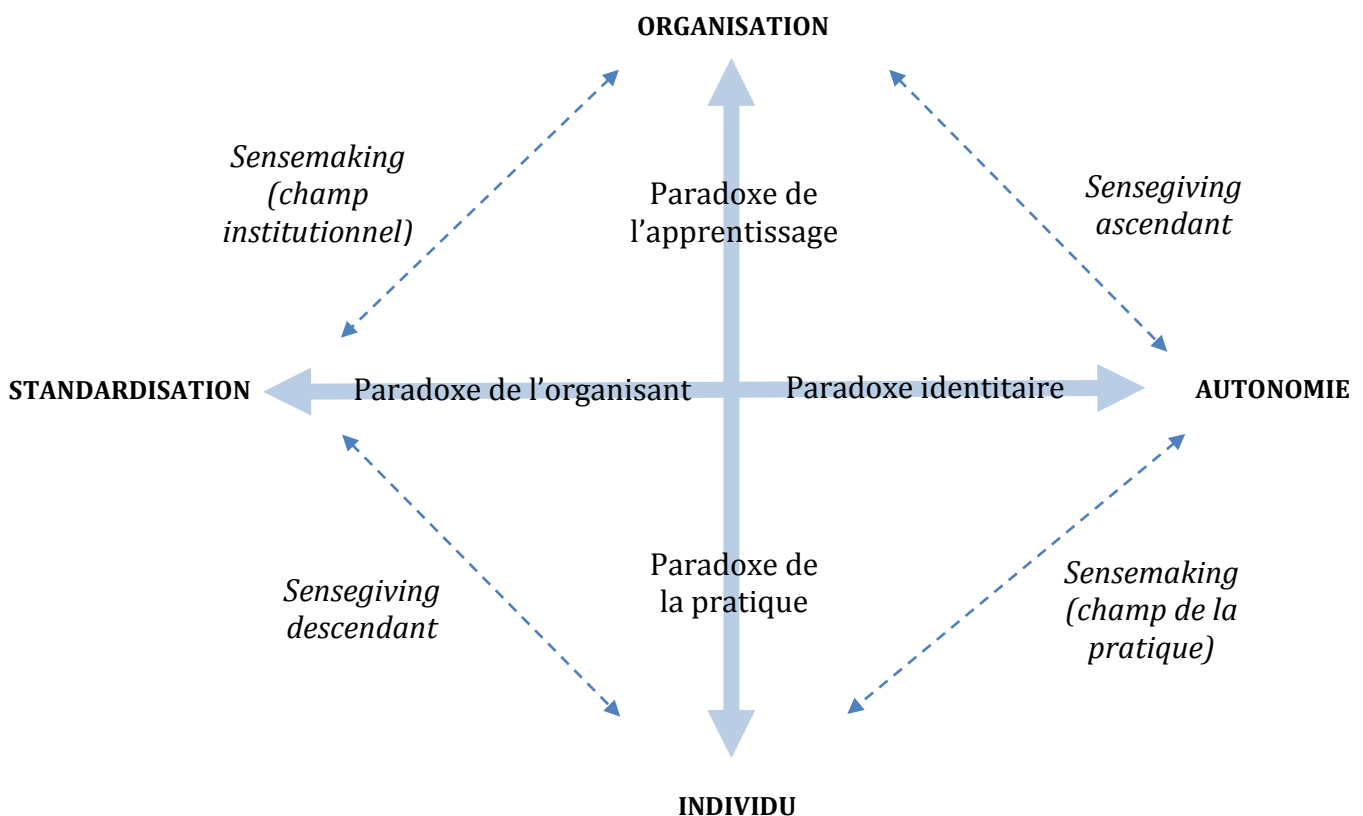 ORGANISATION
Sensemaking
(champ
institutionnel)
Paradoxe de
l’apprentissage
Sensegiving
ascendant
STANDARDISATION
Paradoxe de l’organisant
Paradoxe identitaire
AUTONOMIE
Sensegiving
descendant
Paradoxe de
la pratique
Sensemaking
(champ de la
pratique)
INDIVIDU